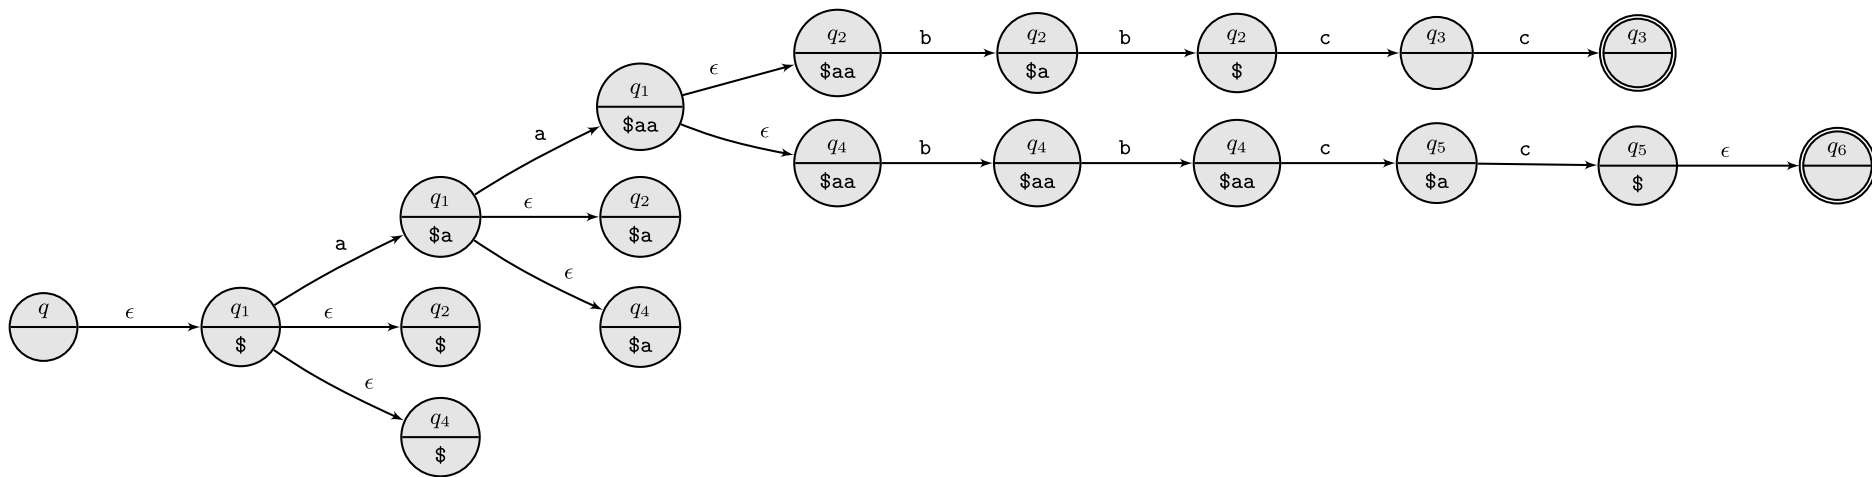 q₂ b q₂ b q₂ c q₃ c q₃
$aa $a $
ϵ
q₁
$aa
ϵ
q₄ b q₄ b q₄ c q₅ c q₅ ϵ q₆
$aa $aa $aa $a $
a
q₁ ϵ q₂
$a $a
a
ϵ
q ϵ q₁ ϵ q₂ q₄
$ $ $a
ϵ
q₄
$